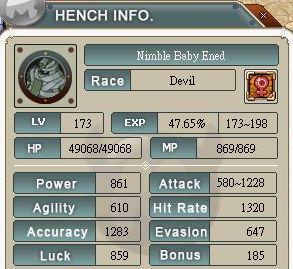 HENCH INFO.
Nimble Baby Ened
Race Devil
LV 173 EXP 47.65% 173~198
HP 49068/49068 MP 869/869
Power 861 Attack 580~1228
Agility 610 Hit Rate 1320
Accuracy 1283 Evasion 647
Luck 859 Bonus 185